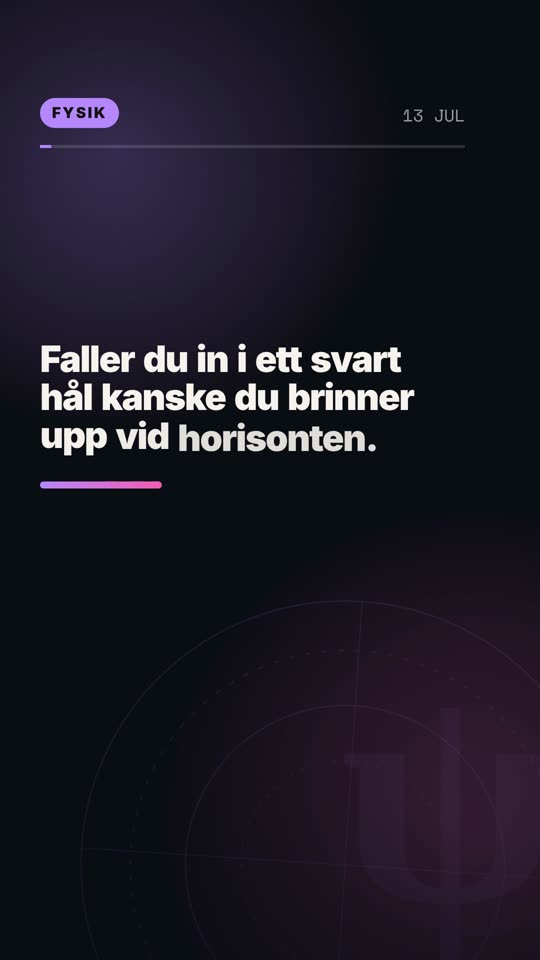 FYSIK
13 JUL
Faller du in i ett svart
hål kanske du brinner
upp vid horisonten.
ψ